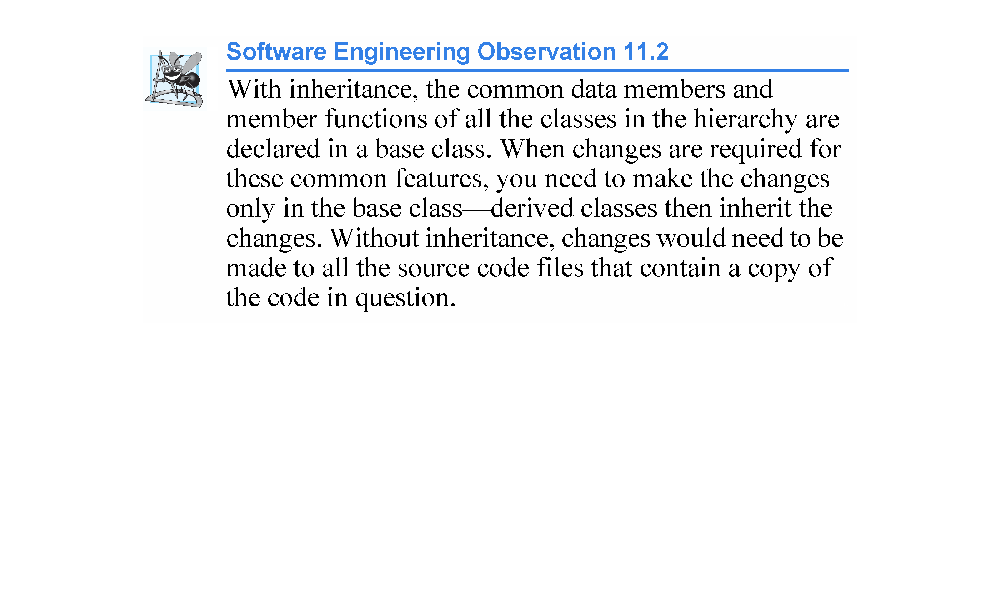 Software Engineering Observation 11.2
With inheritance, the common data members and
member functions of all the classes in the hierarchy are
declared in a base class. When changes are required for
these common features, you need to make the changes
only in the base class—derived classes then inherit the
changes. Without inheritance, changes would need to be
made to all the source code files that contain a copy of
the code in question.